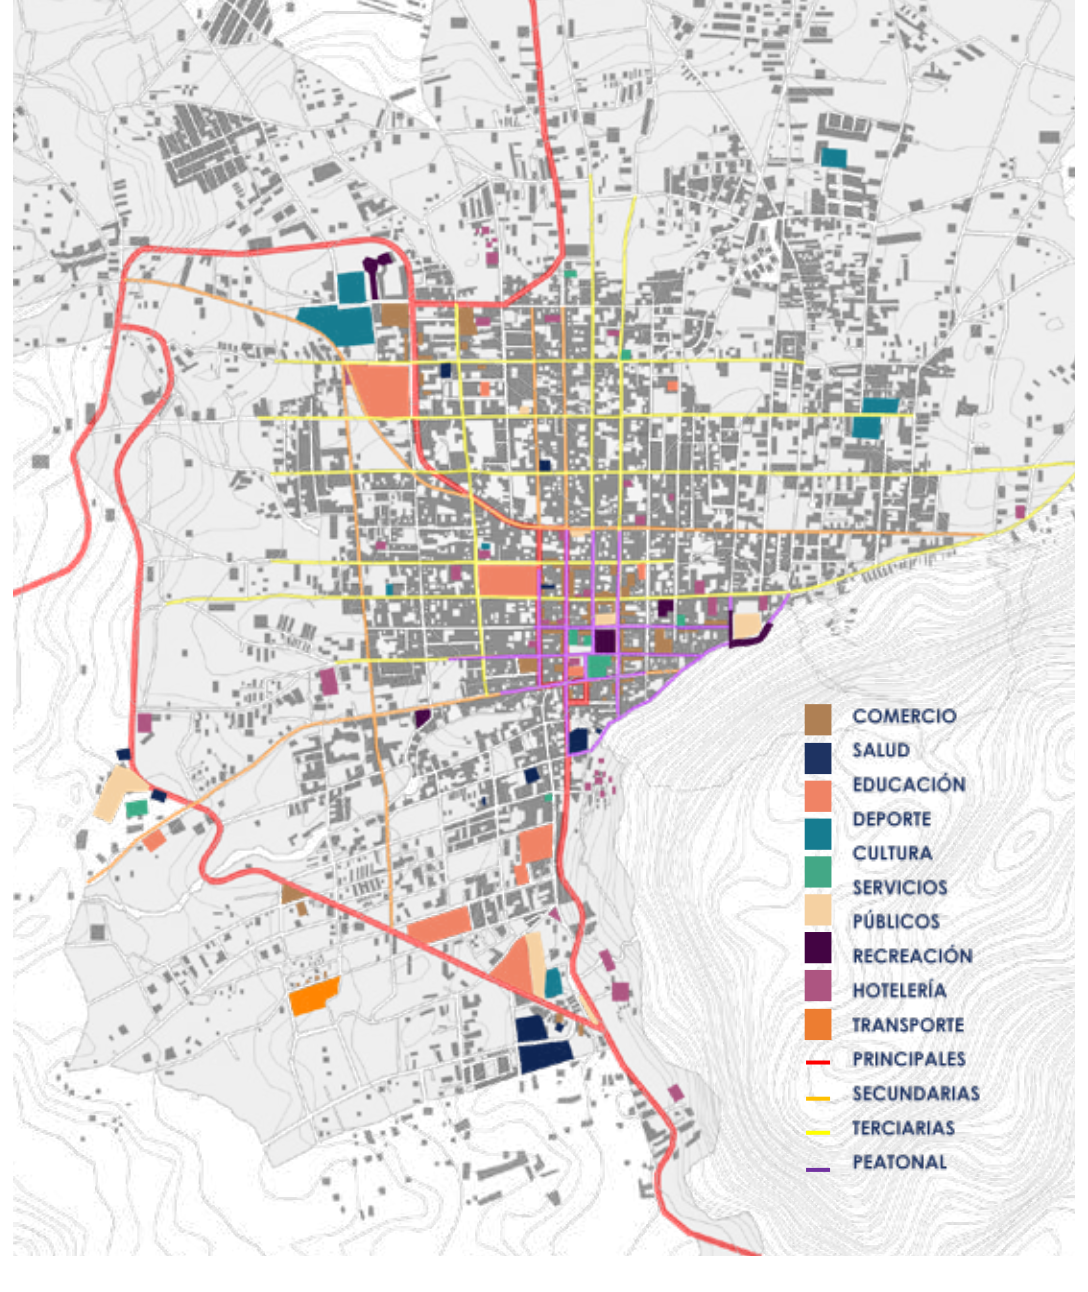 COMERCIO
SALUD
EDUCACIÓN
DEPORTE
CULTURA
SERVICIOS
PÚBLICOS
RECREACIÓN
HOTELERÍA
TRANSPORTE
PRINCIPALES
SECUNDARIAS
TERCIARIAS
PEATONAL